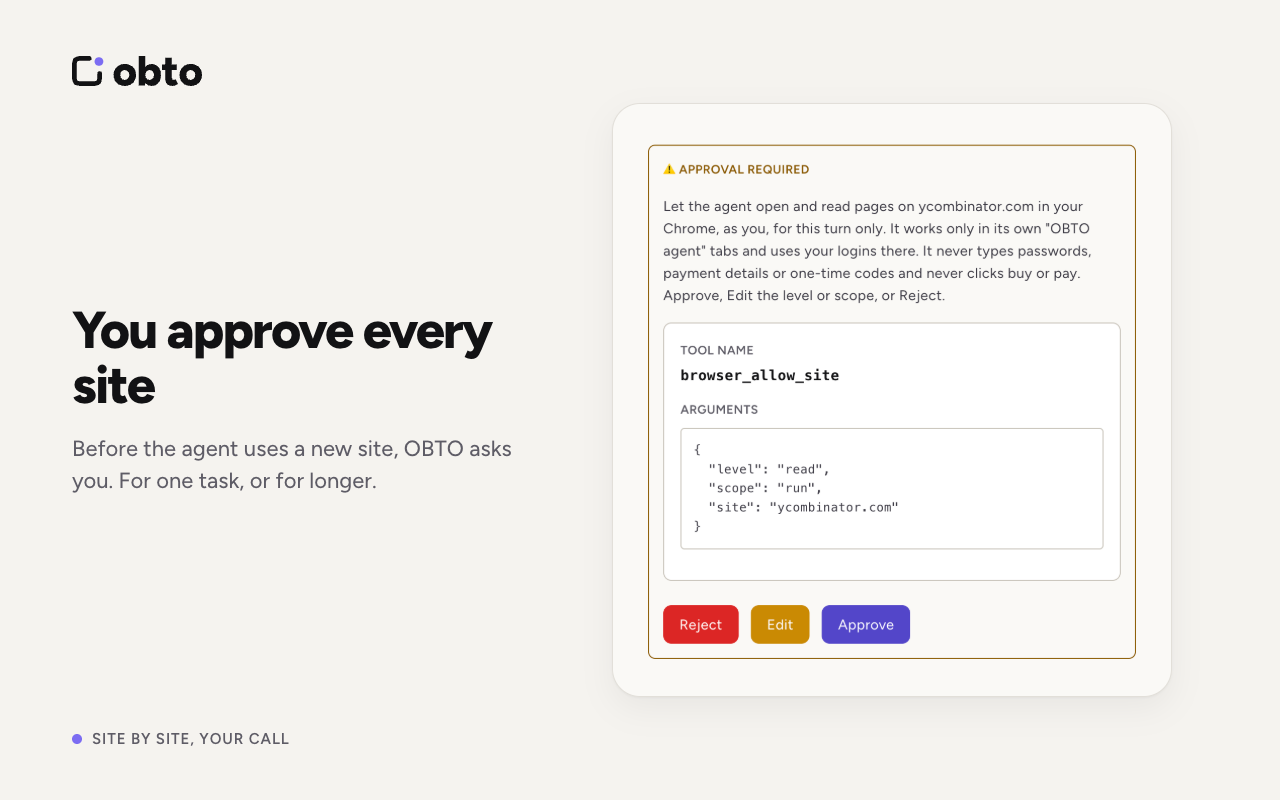 obto
You approve every
site
Before the agent uses a new site, OBTO asks
you. For one task, or for longer.
SITE BY SITE, YOUR CALL
⚠️ APPROVAL REQUIRED
Let the agent open and read pages on ycombinator.com in your
Chrome, as you, for this turn only. It works only in its own "OBTO
agent" tabs and uses your logins there. It never types passwords,
payment details or one-time codes and never clicks buy or pay.
Approve, Edit the level or scope, or Reject.
TOOL NAME
browser_allow_site
ARGUMENTS
{
  "level": "read",
  "scope": "run",
  "site": "ycombinator.com"
}
Reject Edit Approve